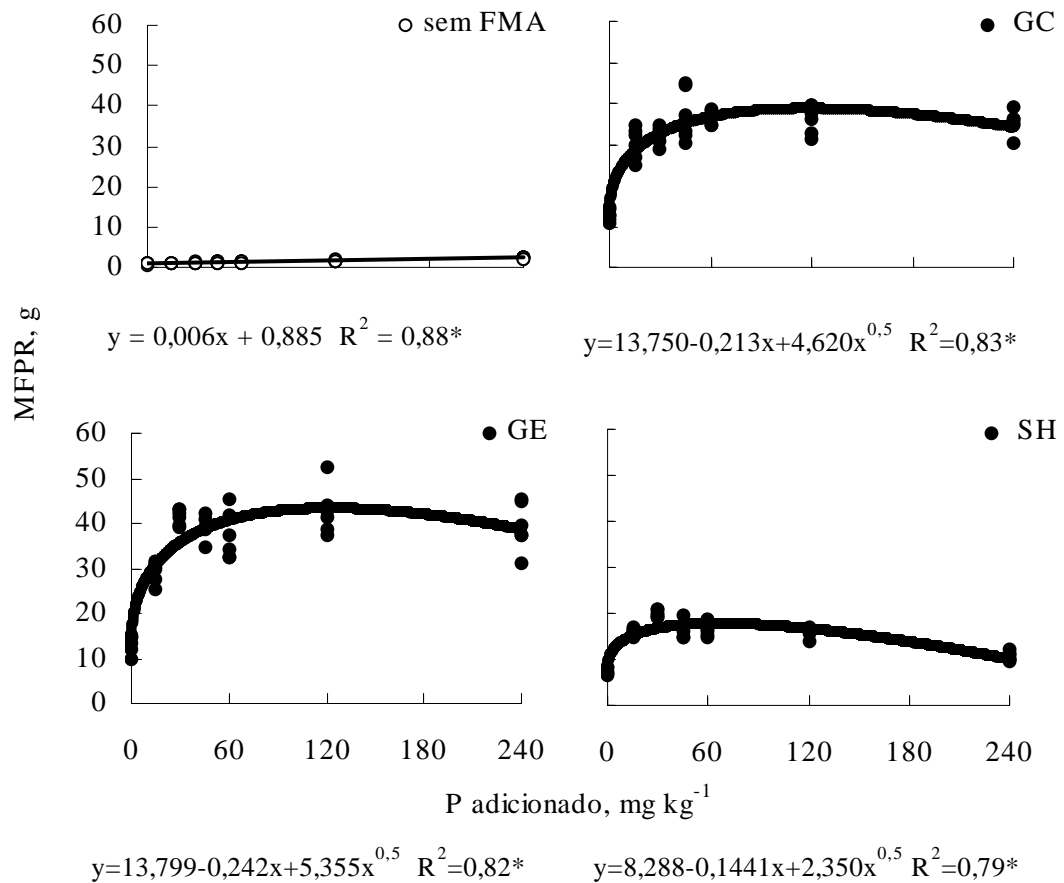 60
50
40
30
20
10
0
sem FMA
GC
y = 0,006x + 0,885 R² = 0,88*
y=13,750-0,213x+4,620x^0,5 R²=0,83*
MFPR, g
60
50
40
30
20
10
0
GE
SH
0 60 120 180 240
0 60 120 180 240
P adicionado, mg kg⁻¹
y=13,799-0,242x+5,355x^0,5 R²=0,82*
y=8,288-0,1441x+2,350x^0,5 R²=0,79*